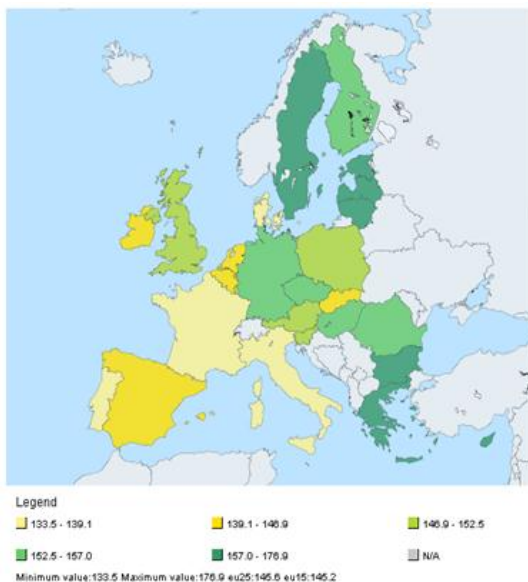 Legend
133.5 - 139.1 139.1 - 146.9 146.9 - 152.5
152.5 - 157.0 157.0 - 176.9 N/A
Minimum value:133.5 Maximum value:176.9 eu25:145.6 eu15:145.2